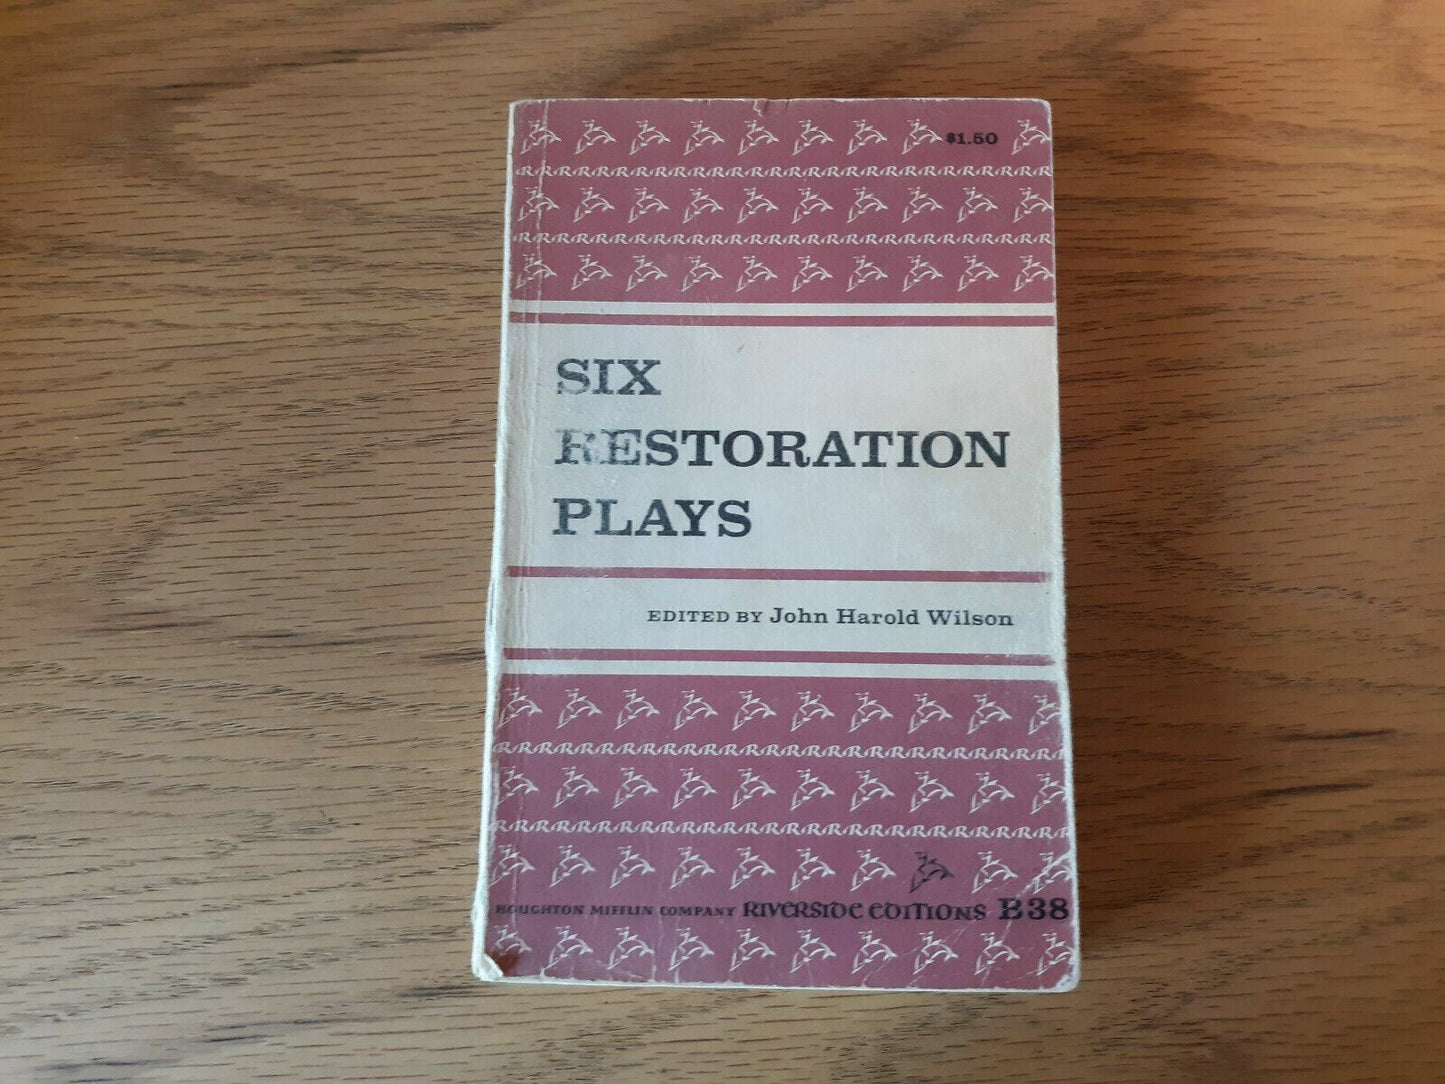 $1.50
SIX
RESTORATION
PLAYS
EDITED BY John Harold Wilson
HOUGHTON MIFFLIN COMPANY RIVERSIDE EDITIONS B38